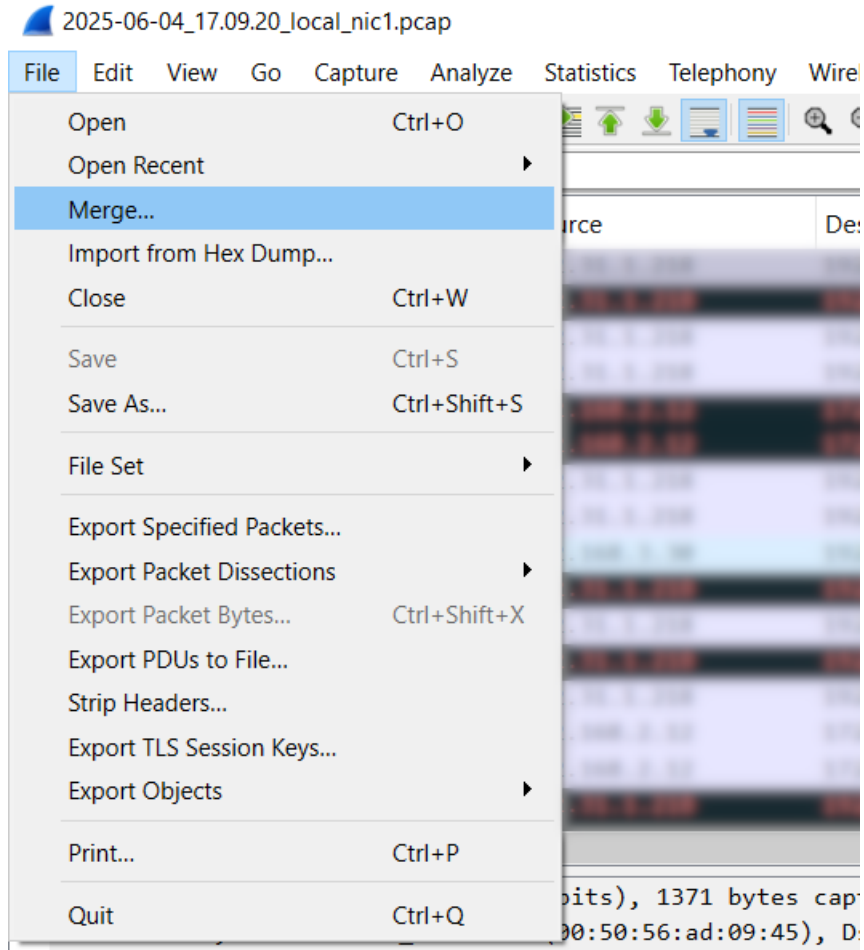 2025-06-04_17.09.20_local_nic1.pcap
File Edit View Go Capture Analyze Statistics Telephony
Open Ctrl+O
Open Recent
Merge...
Import from Hex Dump...
Close Ctrl+W
Save Ctrl+S
Save As... Ctrl+Shift+S
File Set
Export Specified Packets...
Export Packet Dissections
Export Packet Bytes... Ctrl+Shift+X
Export PDUs to File...
Strip Headers...
Export TLS Session Keys...
Export Objects
Print... Ctrl+P
Quit Ctrl+Q
bits), 1371 bytes cap
00:50:56:ad:09:45), D